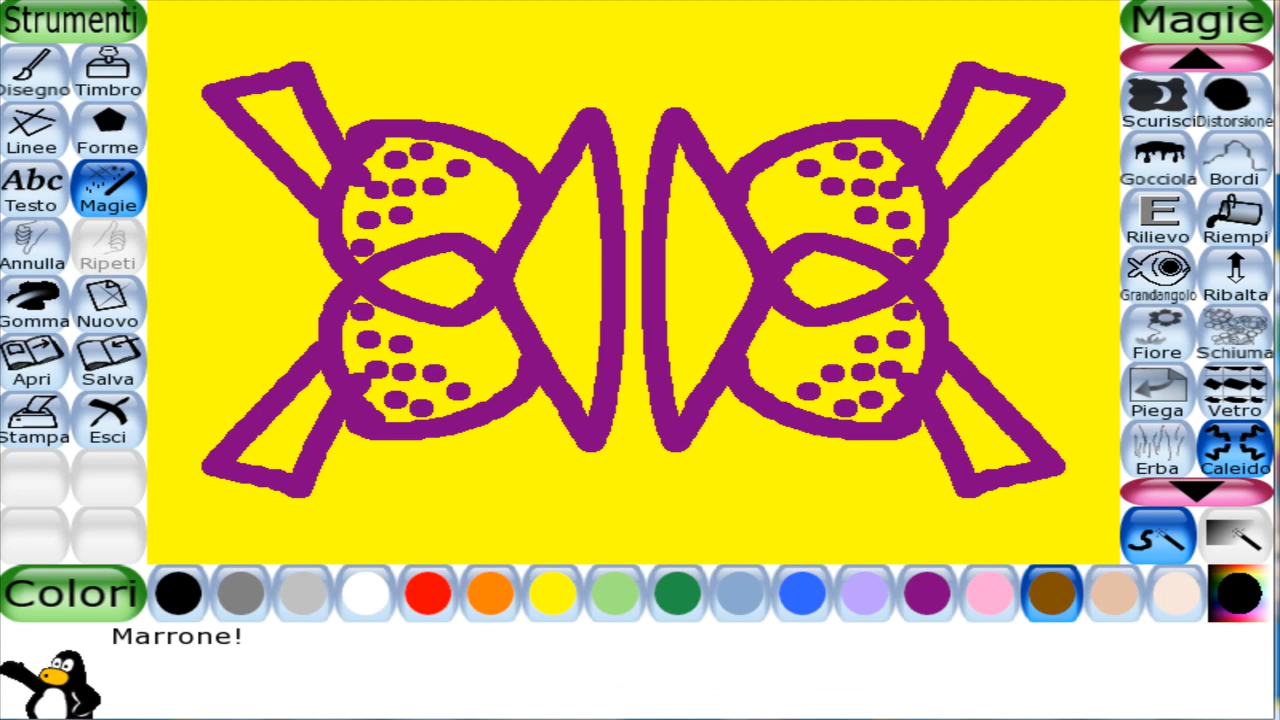 Strumenti
Magie
Disegno Timbro
Linee Forme
Abc
Testo Magie
Annulla Ripeti
Gomma Nuovo
Apri Salva
Stampa Esci
Scurisci Distorsione
Gocciola Bordi
E
Rilievo Riempi
Grandangolo Ribalta
Fiore Schiuma
Piega Vetro
Erba Caleido
Colori
Marrone!